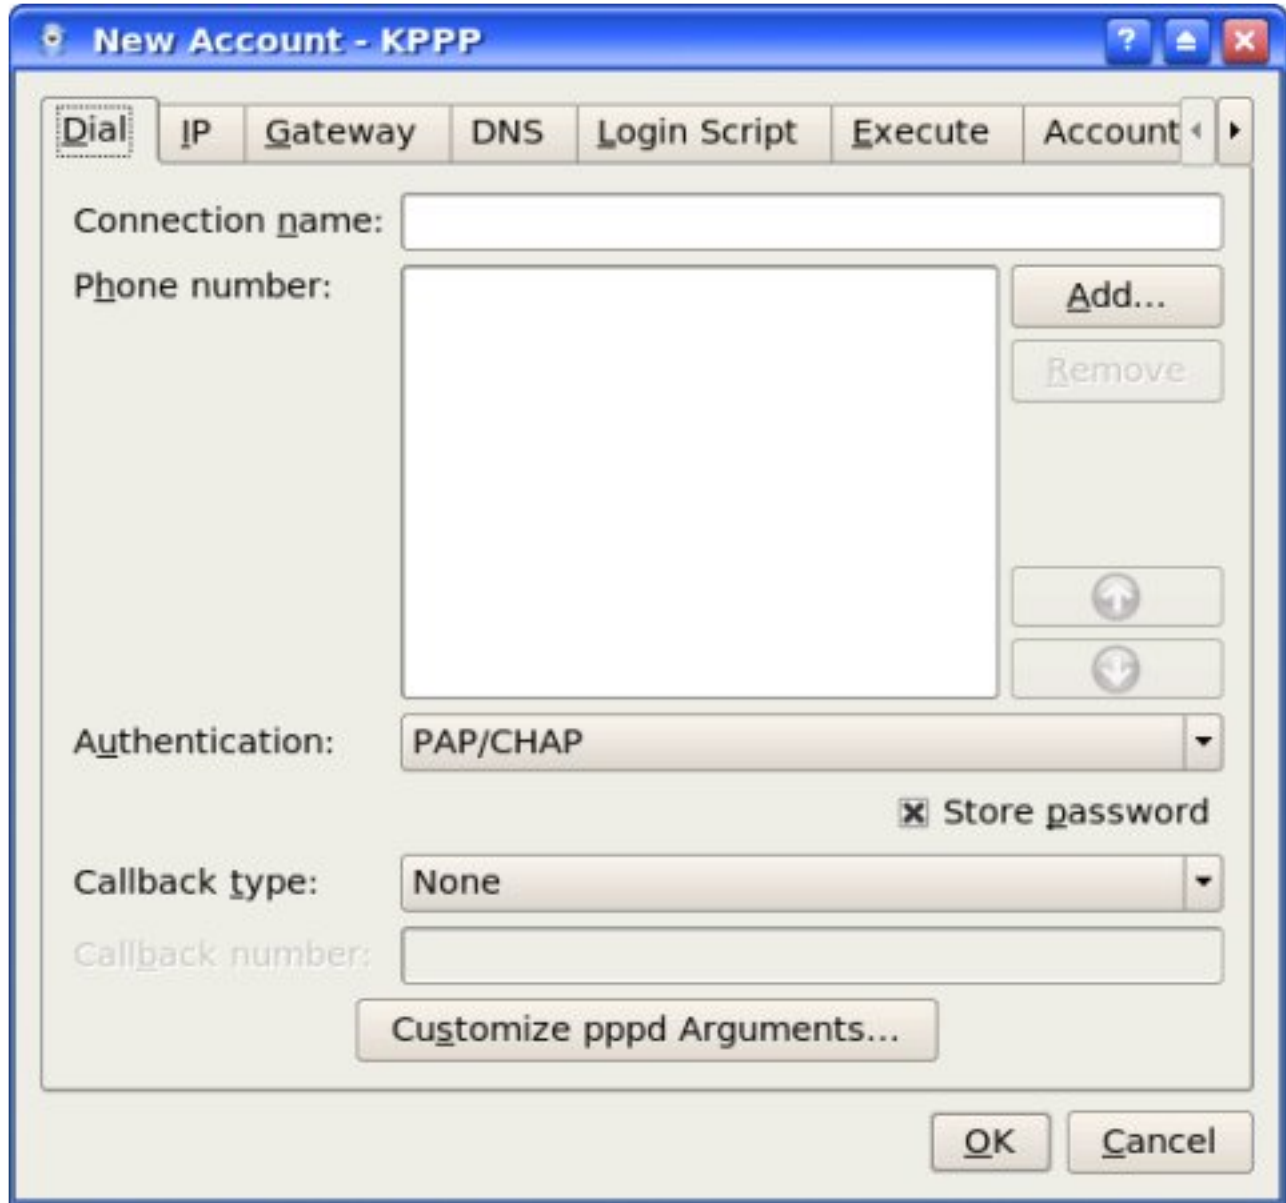 New Account - KPPP
Dial IP Gateway DNS Login Script Execute Account
Connection name:
Phone number:
Add...
Remove
Authentication: PAP/CHAP
Store password
Callback type: None
Callback number:
Customize pppd Arguments...
OK Cancel